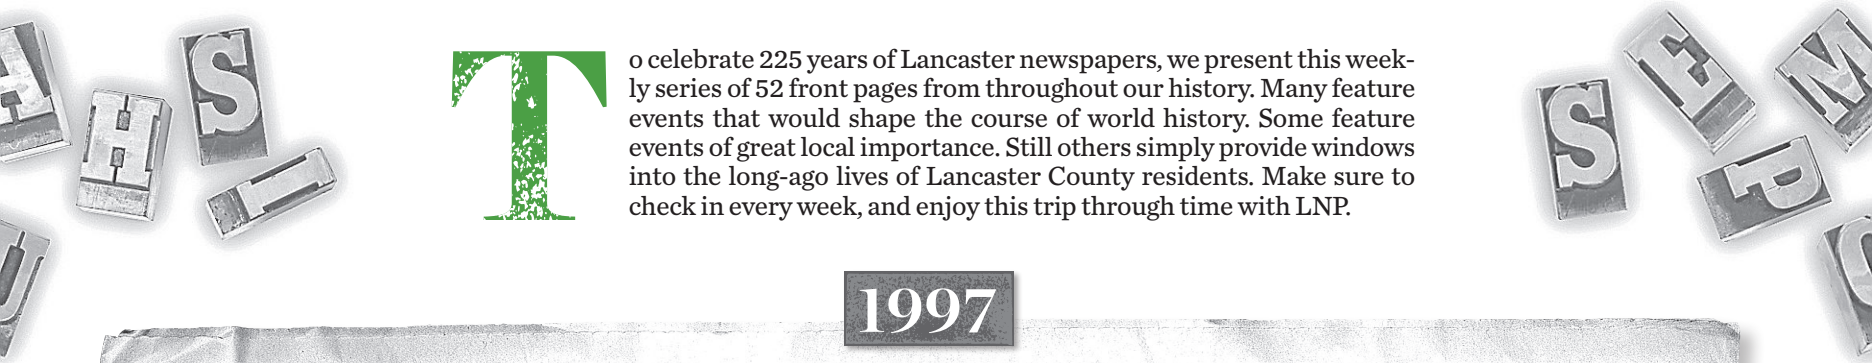 To celebrate 225 years of Lancaster newspapers, we present this week-
ly series of 52 front pages from throughout our history. Many feature
events that would shape the course of world history. Some feature
events of great local importance. Still others simply provide windows
into the long-ago lives of Lancaster County residents. Make sure to
check in every week, and enjoy this trip through time with LNP.
1997
H
S
H
I
U
S
E
M
P